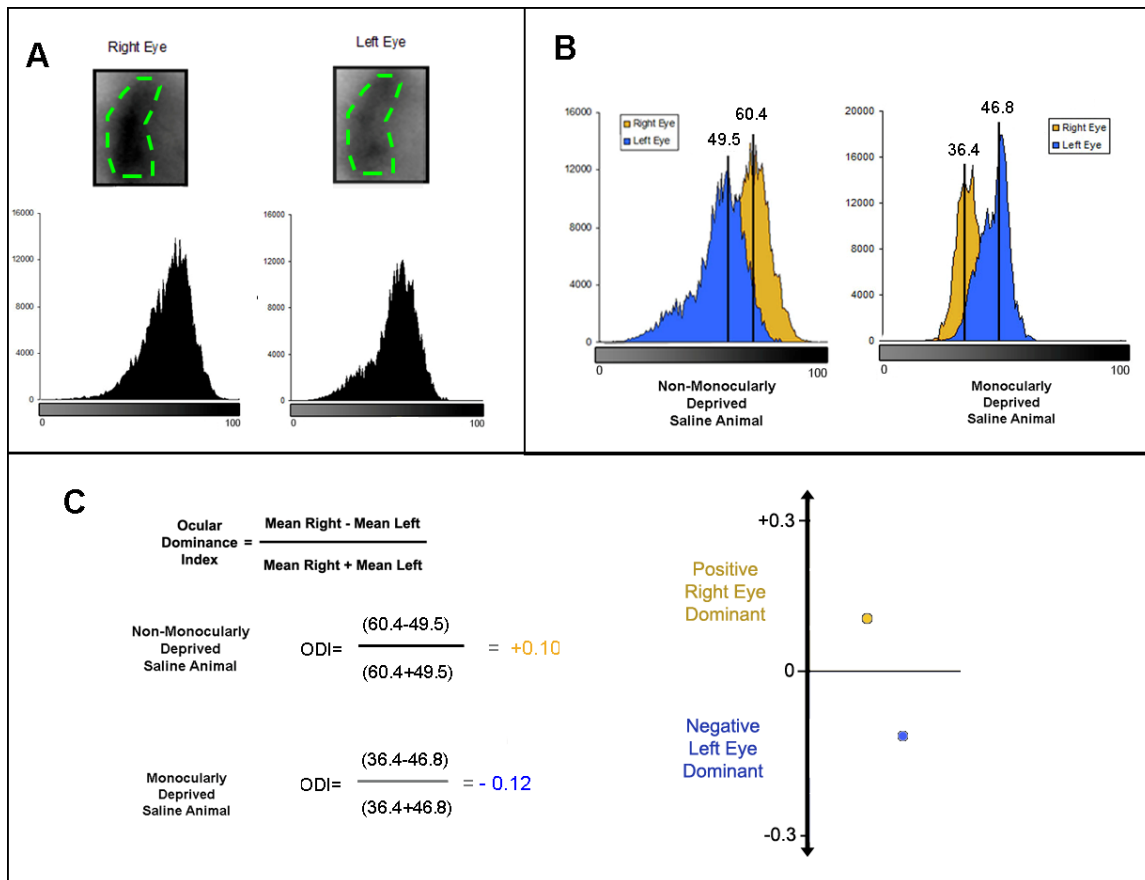 A
Right Eye
Left Eye
16000
12000
8000
4000
0
0
100
16000
12000
8000
4000
0
0
100
B
Right Eye
Left Eye
49.5
60.4
16000
12000
8000
4000
0
0
100
Non-Monocularly
Deprived
Saline Animal
Right Eye
Left Eye
36.4
46.8
20000
16000
12000
8000
4000
0
0
100
Monocularly
Deprived
Saline Animal
C
Ocular
Dominance
Index
=
Mean Right - Mean Left
Mean Right + Mean Left
Non-Monocularly
Deprived
Saline Animal
ODI=
(60.4-49.5)
(60.4+49.5)
= +0.10
Monocularly
Deprived
Saline Animal
ODI=
(36.4-46.8)
(36.4+46.8)
= - 0.12
+0.3
Positive
Right Eye
Dominant
0
Negative
Left Eye
Dominant
-0.3